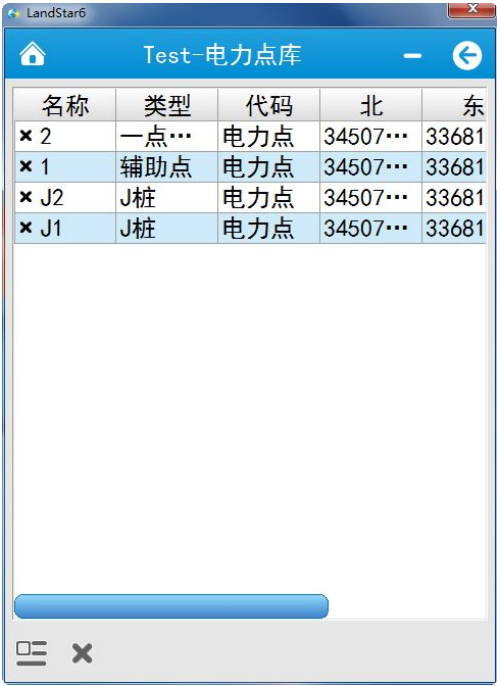 LandStar6
Test-电力点库
名称 类型 代码 北 东
2 一点… 电力点 34507… 33681
1 辅助点 电力点 34507… 33681
J2 J桩 电力点 34507… 33681
J1 J桩 电力点 34507… 33681